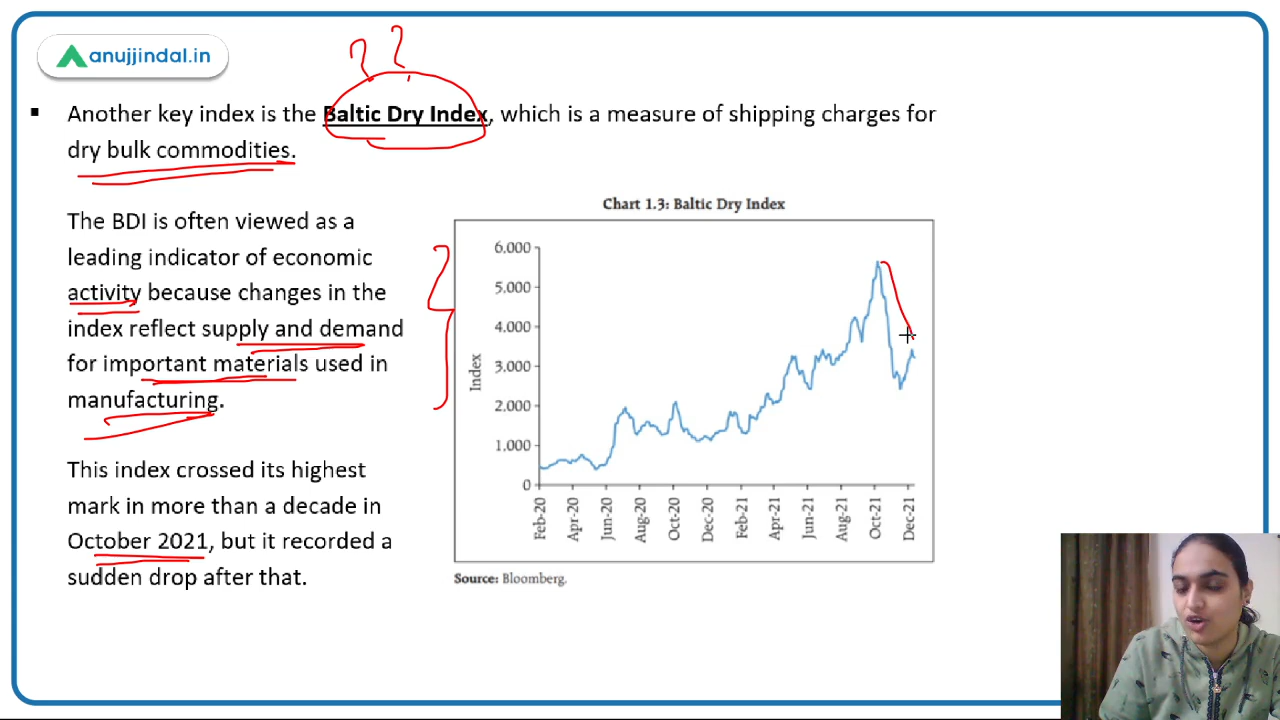 anujjindal.in
▪ Another key index is the Baltic Dry Index, which is a measure of shipping charges for
dry bulk commodities.
The BDI is often viewed as a
leading indicator of economic
activity because changes in the
index reflect supply and demand
for important materials used in
manufacturing.
This index crossed its highest
mark in more than a decade in
October 2021, but it recorded a
sudden drop after that.
Chart 1.3: Baltic Dry Index
Index
6,000
5,000
4,000
3,000
2,000
1,000
0
Feb-20
Apr-20
Jun-20
Aug-20
Oct-20
Dec-20
Feb-21
Apr-21
Jun-21
Aug-21
Oct-21
Dec-21
Source: Bloomberg.